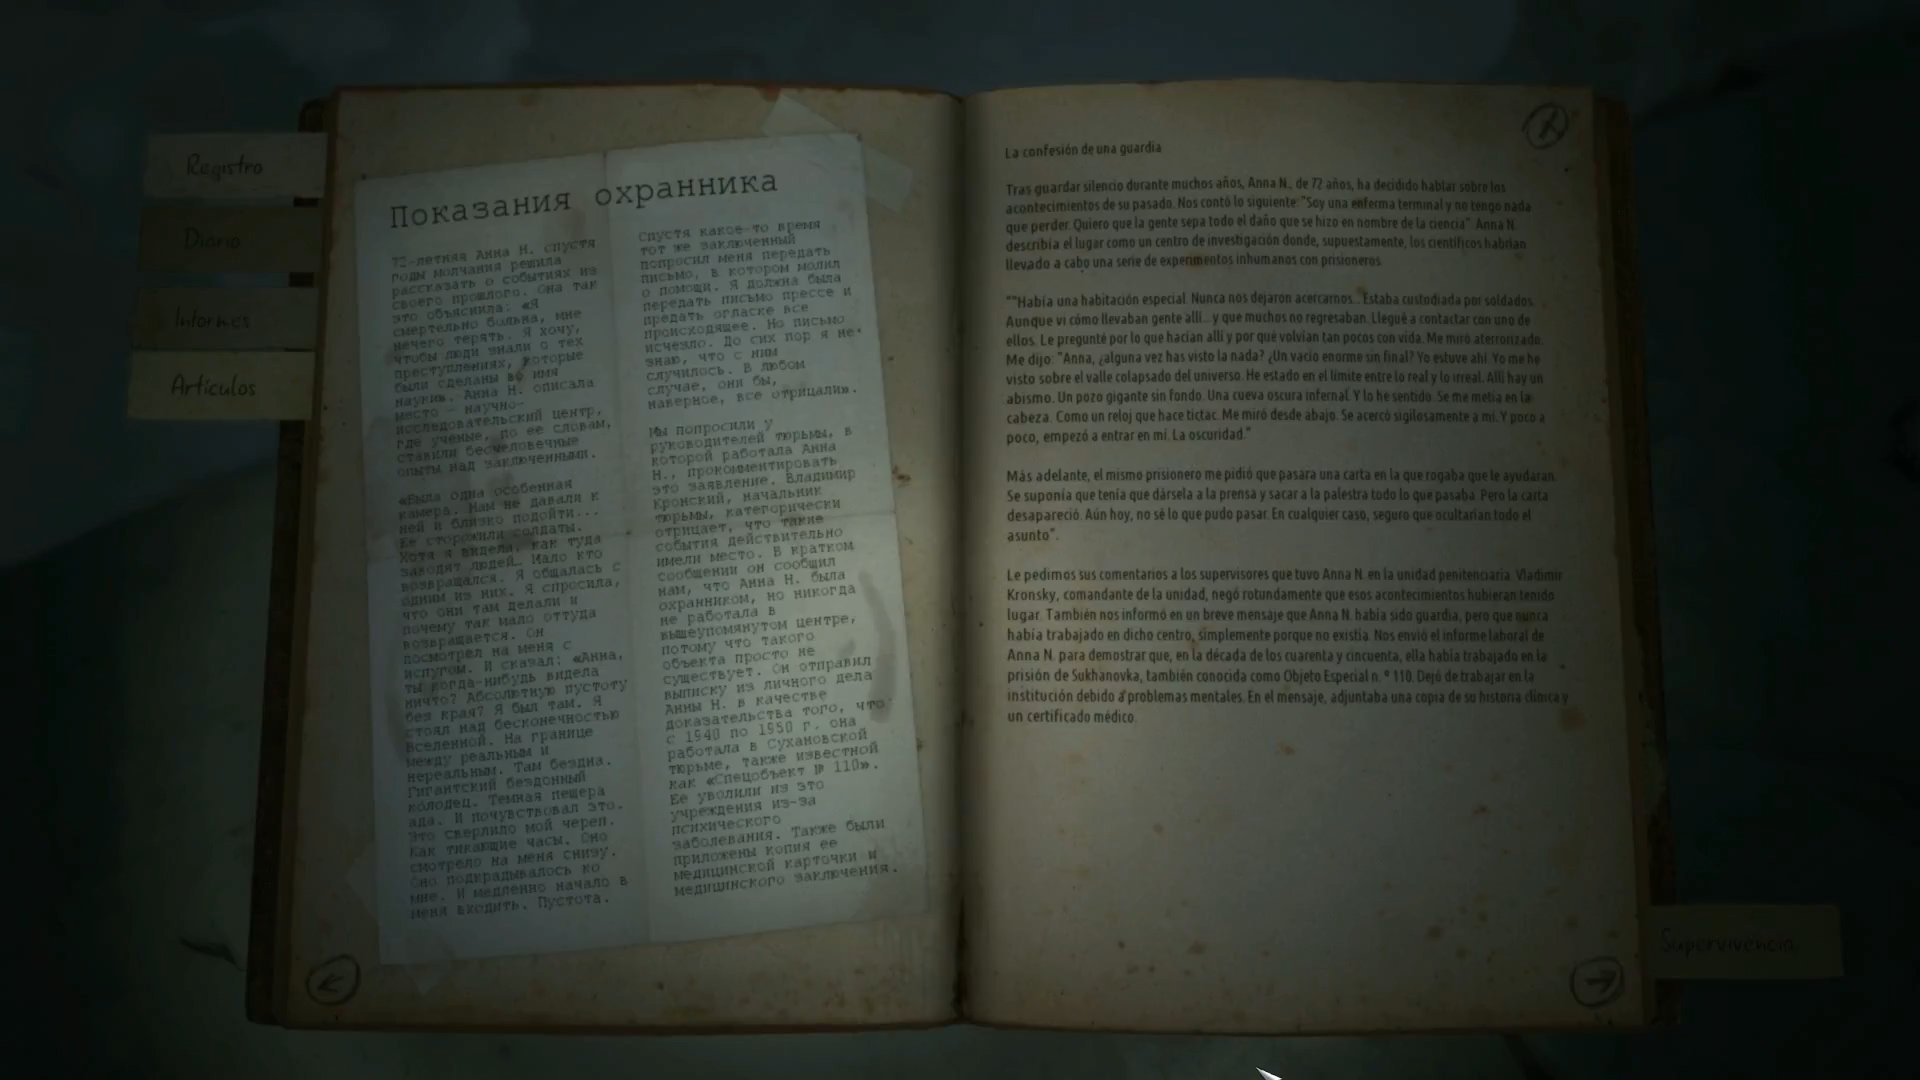 Registro
Diario
Informes
Artículos
Показания охранника
72-летняя Анна Н. спустя
годы молчания решила
рассказать о событиях из
своего прошлого. Она так
это объяснила: «Я
смертельно больна, мне
нечего терять. Я хочу,
чтобы люди знали о тех
преступлениях, которые
были сделаны во имя
науки». Анна Н. описала
место – научно-
исследовательский центр,
где ученые, по ее словам,
ставили бесчеловечные
опыты над заключенными.
«Была одна особенная
камера. Нам не давали к
ней и близко подойти...
Ее сторожили солдаты.
Хотя я видела, как туда
заводят людей… Мало кто
возвращался. Я общалась с
одним из них. Я спросила,
что они там делали и
почему так мало оттуда
возвращается. Он
посмотрел на меня с
испугом. И сказал: «Анна,
ты когда-нибудь видела
ничто? Абсолютную пустоту
без края? Я был там. Я
стоял над бесконечностью
Вселенной. На границе
между реальным и
нереальным. Там бездна.
Гигантский бездонный
колодец. Темная пещера
ада. И почувствовал это.
Это сверлило мой череп.
Как тикающие часы. Оно
смотрело на меня снизу.
Оно подкрадывалось ко
мне. И медленно начало в
меня входить. Пустота.
Спустя какое-то время
тот же заключенный
попросил меня передать
письмо, в котором молил
о помощи. Я должна была
передать письмо прессе и
предать огласке все
происходящее. Но письмо
исчезло. До сих пор я не
знаю, что с ним
случилось. В любом
случае, они бы,
наверное, все отрицали».
Мы попросили у
руководителей тюрьмы, в
которой работала Анна
Н., прокомментировать
это заявление. Владимир
Кронский, начальник
тюрьмы, категорически
отрицает, что такие
события действительно
имели место. В кратком
сообщении он сообщил
нам, что Анна Н. была
охранником, но никогда
не работала в
вышеупомянутом центре,
потому что такого
объекта просто не
существует. Он отправил
выписку из личного дела
Анны Н. в качестве
доказательства того, что
с 1940 по 1950 г. она
работала в Сухановской
тюрьме, также известной
как «Спецобъект № 110».
Ее уволили из это
учреждения из-за
психического
заболевания. Также были
приложены копия ее
медицинской карточки и
медицинского заключения.
La confesión de una guardia
Tras guardar silencio durante muchos años, Anna N., de 72 años, ha decidido hablar sobre los
acontecimientos de su pasado. Nos contó lo siguiente: "Soy una enferma terminal y no tengo nada
que perder. Quiero que la gente sepa todo el daño que se hizo en nombre de la ciencia". Anna N.
describía el lugar como un centro de investigación donde, supuestamente, los científicos habrían
llevado a cabo una serie de experimentos inhumanos con prisioneros.
""Había una habitación especial. Nunca nos dejaron acercarnos... Estaba custodiada por soldados.
Aunque vi cómo llevaban gente allí... y que muchos no regresaban. Llegué a contactar con uno de
ellos. Le pregunté por lo que hacían allí y por qué volvían tan pocos con vida. Me miró aterrorizado.
Me dijo: "Anna, ¿alguna vez has visto la nada? ¿Un vacío enorme sin final? Yo estuve ahí. Yo me he
visto sobre el valle colapsado del universo. He estado en el límite entre lo real y lo irreal. Allí hay un
abismo. Un pozo gigante sin fondo. Una cueva oscura infernal. Y lo he sentido. Se me metía en la
cabeza. Como un reloj que hace tictac. Me miró desde abajo. Se acercó sigilosamente a mí. Y poco a
poco, empezó a entrar en mí. La oscuridad."
Más adelante, el mismo prisionero me pidió que pasara una carta en la que rogaba que le ayudaran.
Se suponía que tenía que dársela a la prensa y sacar a la palestra todo lo que pasaba. Pero la carta
desapareció. Aún hoy, no sé lo que pudo pasar. En cualquier caso, seguro que ocultarían todo el
asunto".
Le pedimos sus comentarios a los supervisores que tuvo Anna N. en la unidad penitenciaria. Vladimir
Kronsky, comandante de la unidad, negó rotundamente que esos acontecimientos hubieran tenido
lugar. También nos informó en un breve mensaje que Anna N. había sido guardia, pero que nunca
había trabajado en dicho centro, simplemente porque no existía. Nos envió el informe laboral de
Anna N. para demostrar que, en la década de los cuarenta y cincuenta, ella había trabajado en la
prisión de Sukhanovka, también conocida como Objeto Especial n. º 110. Dejó de trabajar en la
institución debido a problemas mentales. En el mensaje, adjuntaba una copia de su historia clínica y
un certificado médico.
Supervivencia